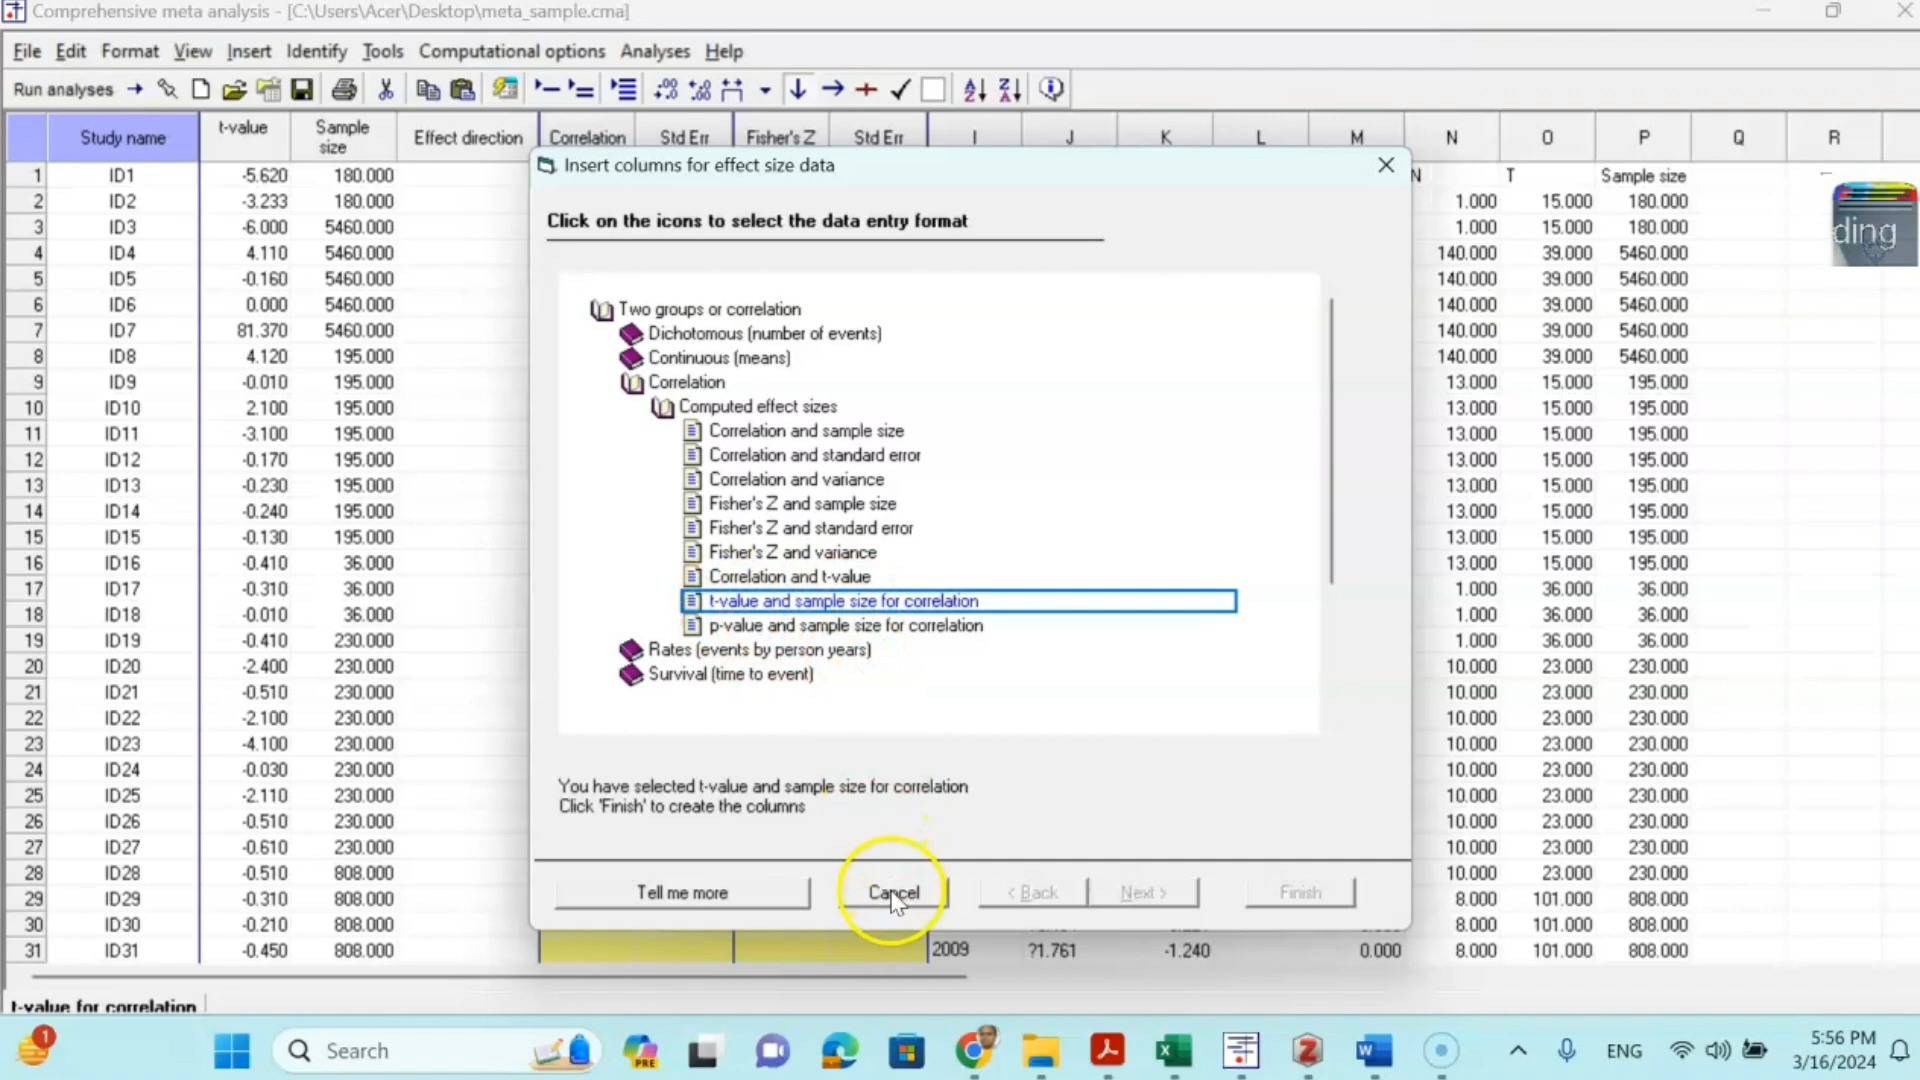 Comprehensive meta analysis - [C:\Users\Acer\Desktop\meta_sample.cma]
File Edit Format View Insert Identify Tools Computational options Analyses Help
Run analyses
Study name t-value Sample size Effect direction Correlation Std Err Fisher's Z Std Err I J K L M N O P Q R
1 ID1 -5.620 180.000 N T Sample size
2 ID2 -3.233 180.000 1.000 15.000 180.000
3 ID3 -6.000 5460.000 1.000 15.000 180.000
4 ID4 4.110 5460.000 140.000 39.000 5460.000
5 ID5 -0.160 5460.000 140.000 39.000 5460.000
6 ID6 0.000 5460.000 140.000 39.000 5460.000
7 ID7 81.370 5460.000 140.000 39.000 5460.000
8 ID8 4.120 195.000 140.000 39.000 5460.000
9 ID9 -0.010 195.000 13.000 15.000 195.000
10 ID10 2.100 195.000 13.000 15.000 195.000
11 ID11 -3.100 195.000 13.000 15.000 195.000
12 ID12 -0.170 195.000 13.000 15.000 195.000
13 ID13 -0.230 195.000 13.000 15.000 195.000
14 ID14 -0.240 195.000 13.000 15.000 195.000
15 ID15 -0.130 195.000 13.000 15.000 195.000
16 ID16 -0.410 36.000 13.000 15.000 195.000
17 ID17 -0.310 36.000 1.000 36.000 36.000
18 ID18 -0.010 36.000 1.000 36.000 36.000
19 ID19 -0.410 230.000 1.000 36.000 36.000
20 ID20 -2.400 230.000 10.000 23.000 230.000
21 ID21 -0.510 230.000 10.000 23.000 230.000
22 ID22 -2.100 230.000 10.000 23.000 230.000
23 ID23 -4.100 230.000 10.000 23.000 230.000
24 ID24 -0.030 230.000 10.000 23.000 230.000
25 ID25 -2.110 230.000 10.000 23.000 230.000
26 ID26 -0.510 230.000 10.000 23.000 230.000
27 ID27 -0.610 230.000 10.000 23.000 230.000
28 ID28 -0.510 808.000 10.000 23.000 230.000
29 ID29 -0.310 808.000 8.000 101.000 808.000
30 ID30 -0.210 808.000 8.000 101.000 808.000
31 ID31 -0.450 808.000 2009 ?1.761 -1.240 0.000 8.000 101.000 808.000
ding
Insert columns for effect size data
Click on the icons to select the data entry format
Two groups or correlation
Dichotomous (number of events)
Continuous (means)
Correlation
Computed effect sizes
Correlation and sample size
Correlation and standard error
Correlation and variance
Fisher's Z and sample size
Fisher's Z and standard error
Fisher's Z and variance
Correlation and t-value
t-value and sample size for correlation
p-value and sample size for correlation
Rates (events by person years)
Survival (time to event)
You have selected t-value and sample size for correlation
Click 'Finish' to create the columns
Tell me more Cancel < Back Next > Finish
t-value for correlation
1 Search PRE ENG 5:56 PM
3/16/2024